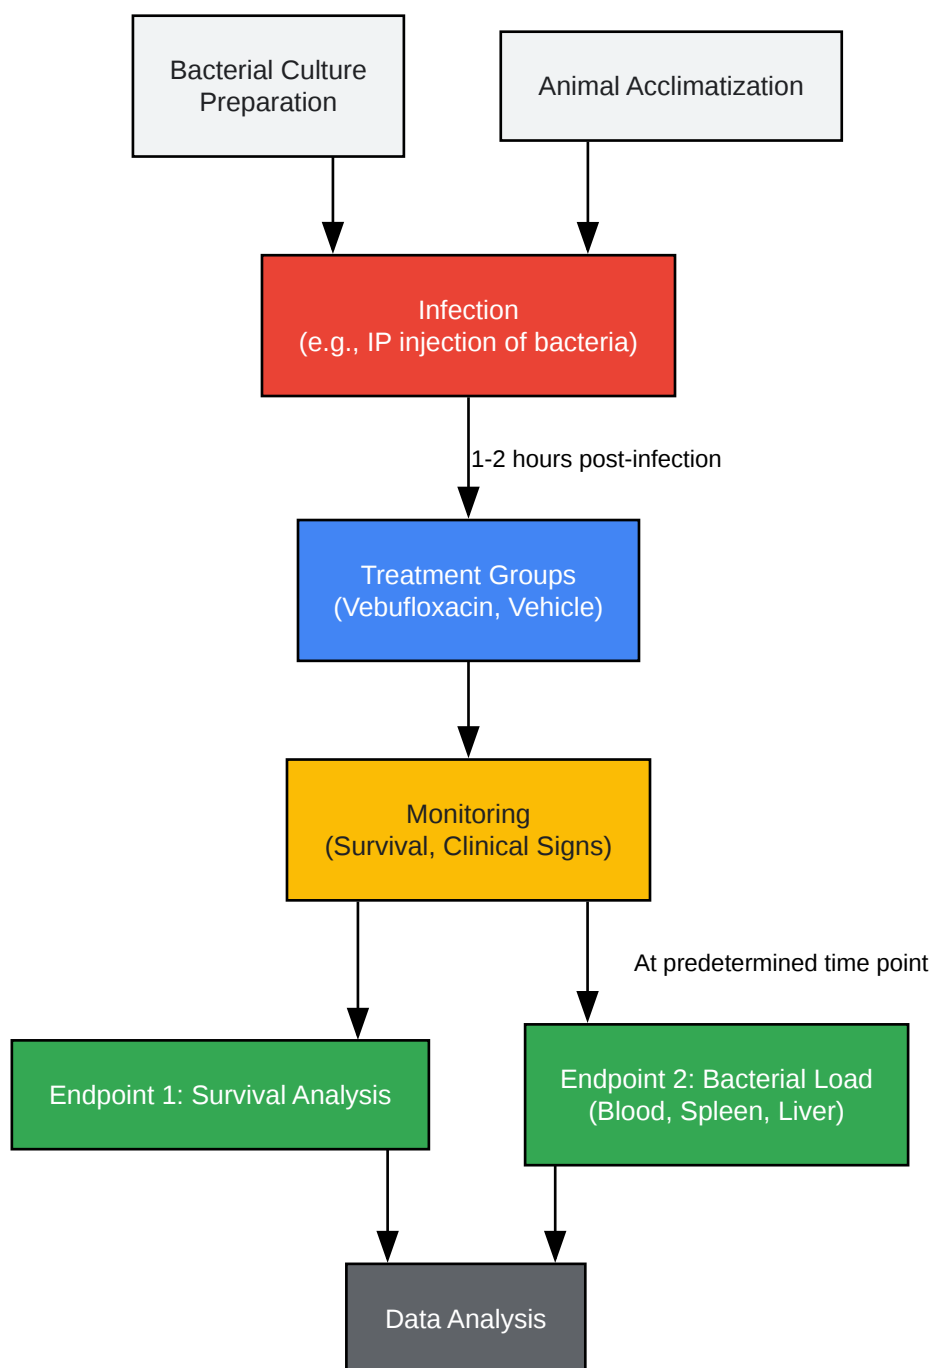 Bacterial Culture
Preparation
Animal Acclimatization
Infection
(e.g., IP injection of bacteria)
1-2 hours post-infection
Treatment Groups
(Vebufloxacin, Vehicle)
Monitoring
(Survival, Clinical Signs)
At predetermined time point
Endpoint 1: Survival Analysis
Endpoint 2: Bacterial Load
(Blood, Spleen, Liver)
Data Analysis